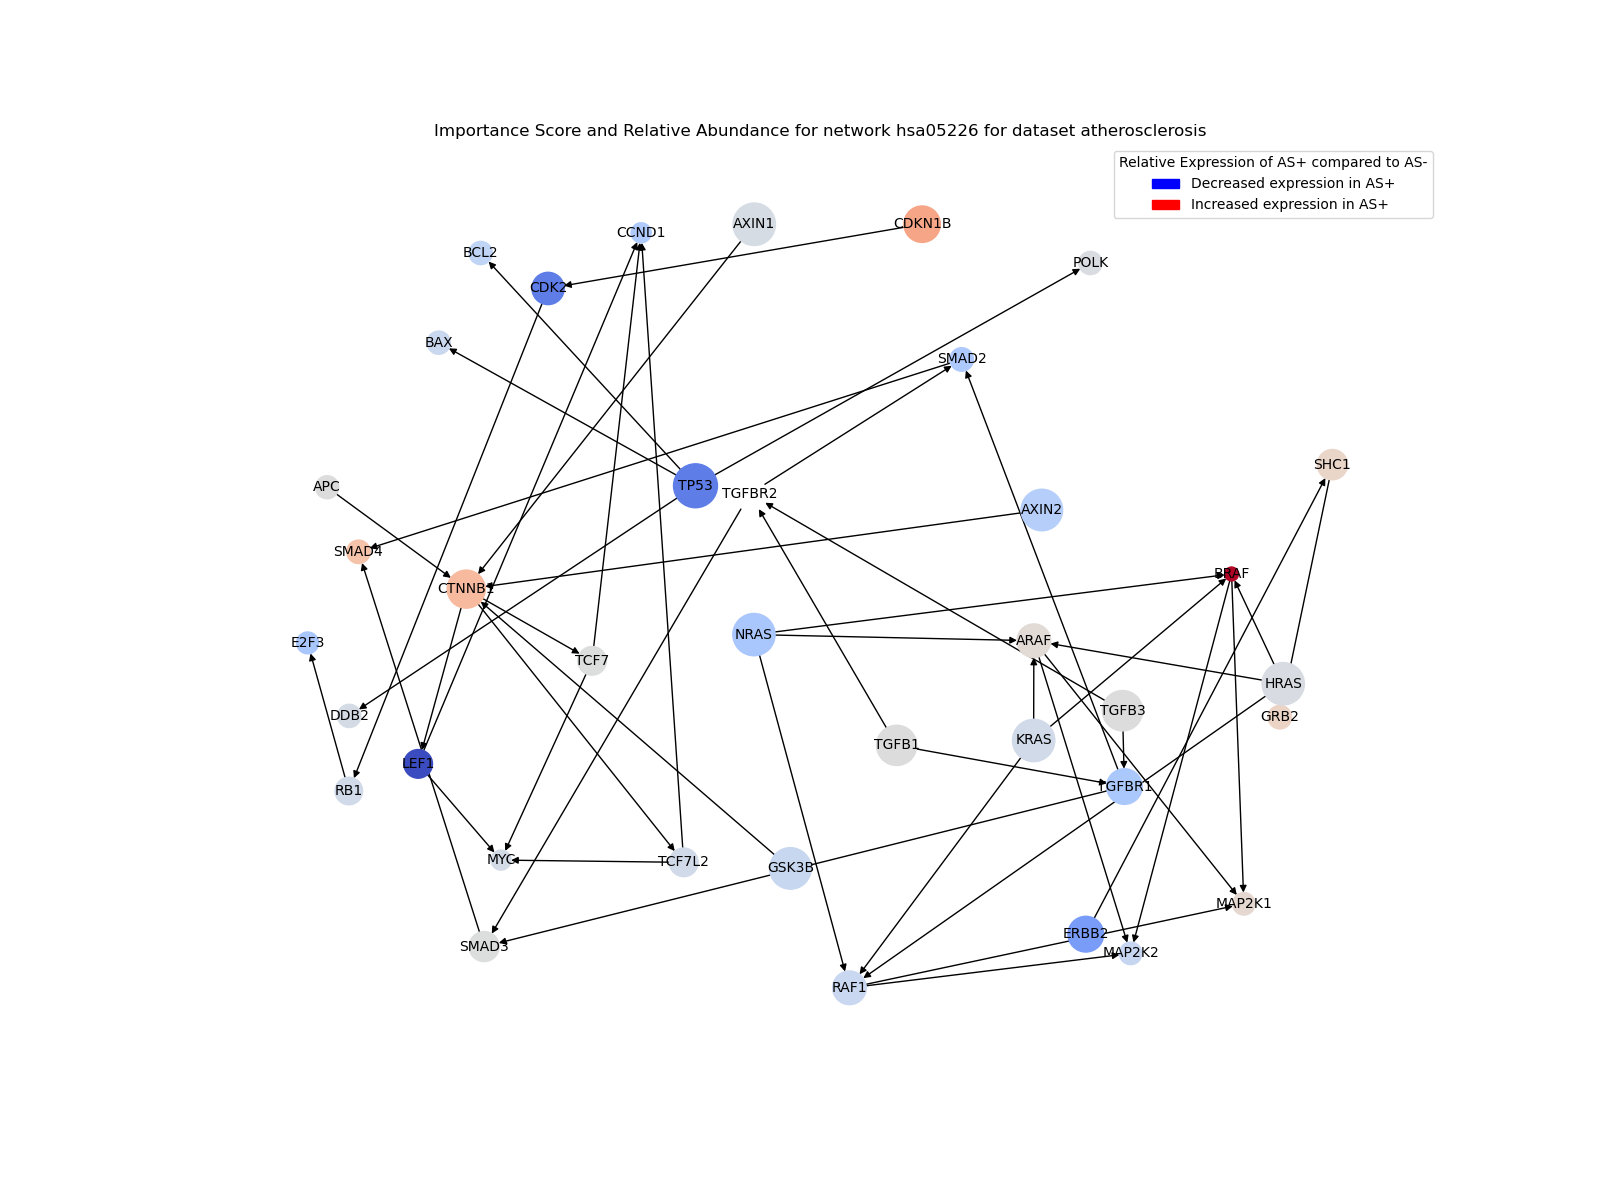 Importance Score and Relative Abundance for network hsa05226 for dataset atherosclerosis
Relative Expression of AS+ compared to AS-
Decreased expression in AS+
Increased expression in AS+
AXIN1
CDKN1B
CCND1
BCL2
POLK
CDK2
BAX
SMAD2
SHC1
APC
TP53
TGFBR2
AXIN2
SMAD4
BRAF
CTNNB1
NRAS
ARAF
E2F3
TCF7
HRAS
TGFB3
DDB2
GRB2
KRAS
TGFB1
LEF1
TGFBR1
RB1
MYC
TCF7L2
GSK3B
MAP2K1
ERBB2
SMAD3
MAP2K2
RAF1